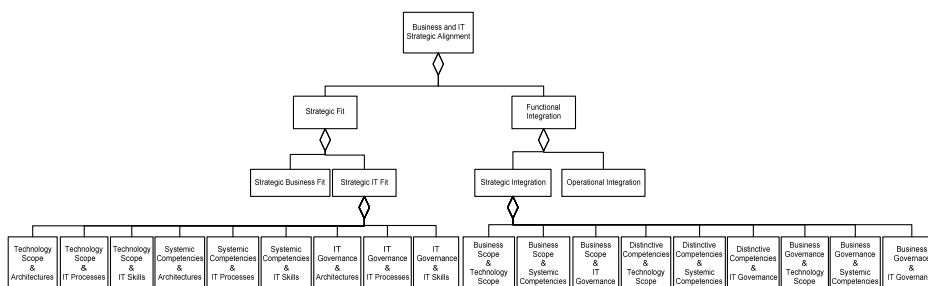 Business and IT
Strategic Alignment
Strategic Fit
Functional
Integration
Strategic Business Fit
Strategic IT Fit
Strategic Integration
Operational Integration
Technology
Scope
&
Architectures
Technology
Scope
&
IT Processes
Technology
Scope
&
IT Skills
Systemic
Competencies
&
Architectures
Systemic
Competencies
&
IT Processes
Systemic
Competencies
&
IT Skills
IT
Governance
&
Architectures
IT
Governance
&
IT Processes
IT
Governance
&
IT Skills
Business
Scope
&
Technology
Scope
Business
Scope
&
Systemic
Competencies
Business
Scope
&
IT
Governance
Distinctive
Competencies
&
Technology
Scope
Distinctive
Competencies
&
Systemic
Competencies
Distinctive
Competencies
&
IT Governance
Business
Governance
&
Technology
Scope
Business
Governance
&
Systemic
Competencies
Business
Governance
&
IT Governance